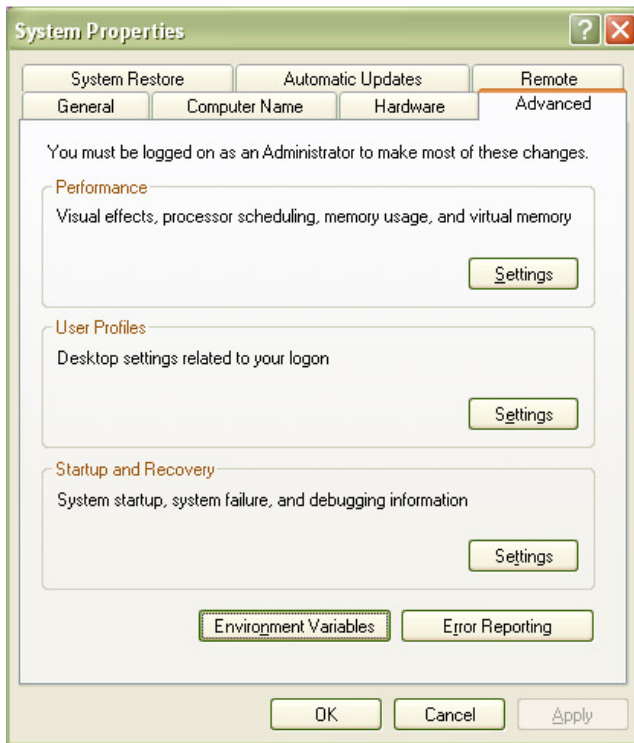 System Properties
System Restore Automatic Updates Remote
General Computer Name Hardware Advanced
You must be logged on as an Administrator to make most of these changes.
Performance
Visual effects, processor scheduling, memory usage, and virtual memory
Settings
User Profiles
Desktop settings related to your logon
Settings
Startup and Recovery
System startup, system failure, and debugging information
Settings
Environment Variables Error Reporting
OK Cancel Apply